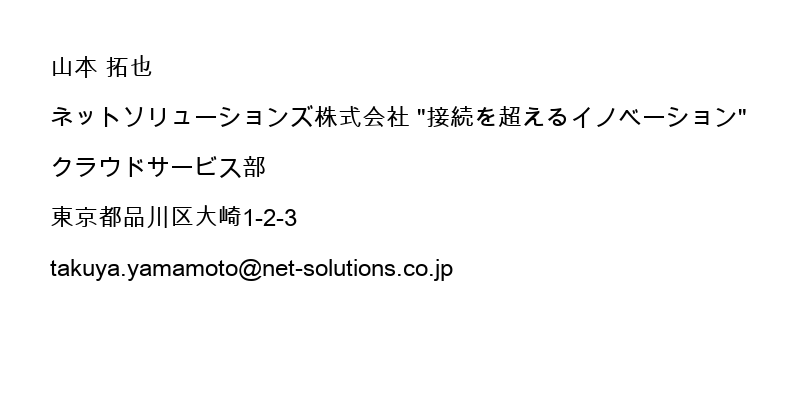 山本 拓也
ネットソリューションズ株式会社 "接続を超えるイノベーション"
クラウドサービス部
東京都品川区大崎1-2-3
takuya.yamamoto@net-solutions.co.jp